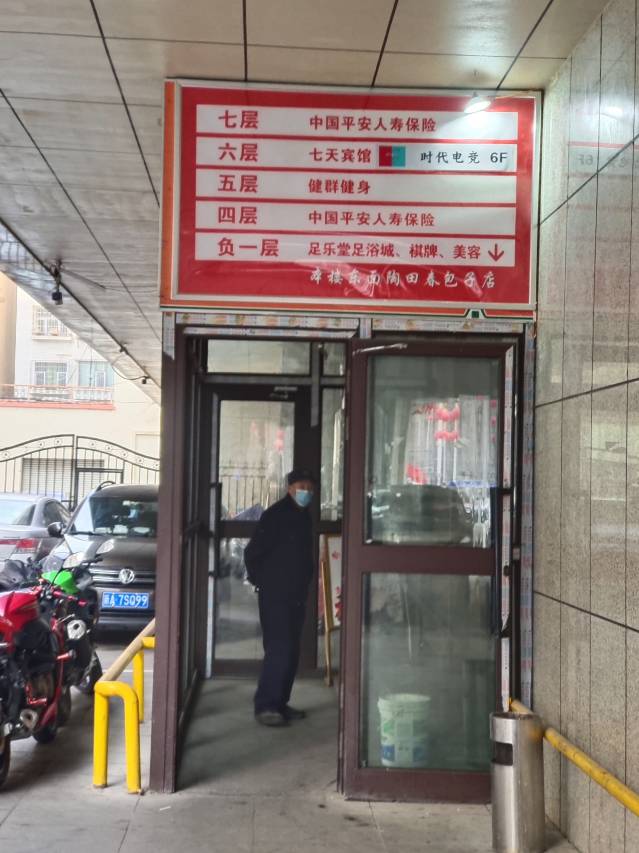 七层 中国平安人寿保险
六层 七天宾馆 时代电竞 6F
五层 健群健身
四层 中国平安人寿保险
负一层 足乐堂足浴城、棋牌、美容
本楼东面陶田春包子店
A·7SQ99